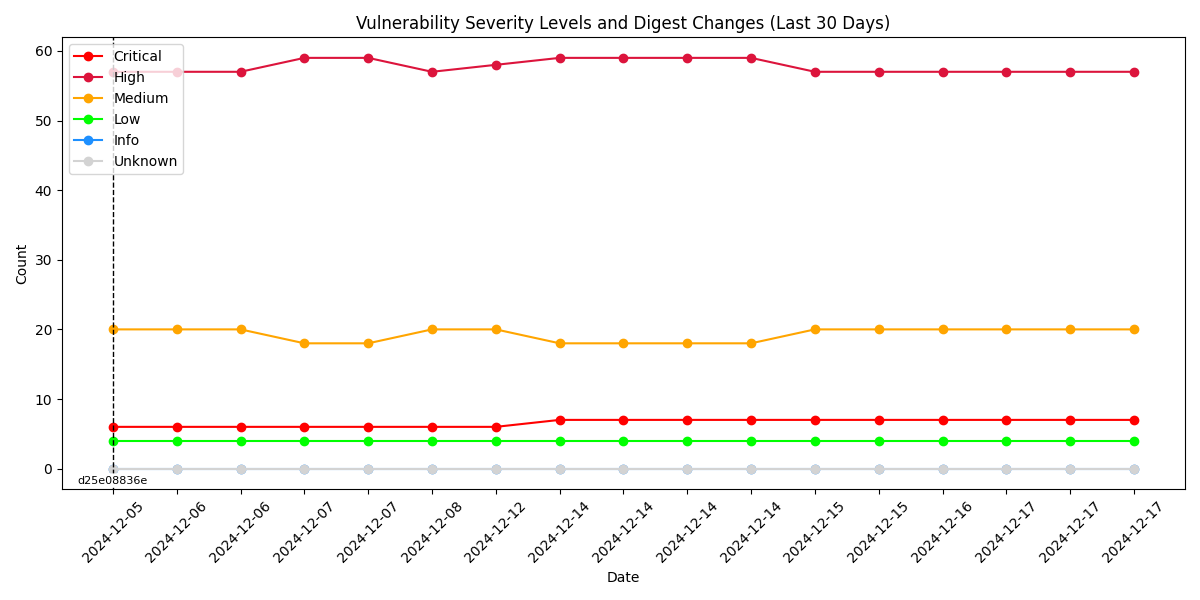 Vulnerability Severity Levels and Digest Changes (Last 30 Days)
Count
60
50
40
30
20
10
0
Critical
High
Medium
Low
Info
Unknown
d25e08836e
2024-12-05
2024-12-06
2024-12-06
2024-12-07
2024-12-07
2024-12-08
2024-12-12
2024-12-14
2024-12-14
2024-12-14
2024-12-14
2024-12-15
2024-12-15
2024-12-16
2024-12-17
2024-12-17
2024-12-17
Date